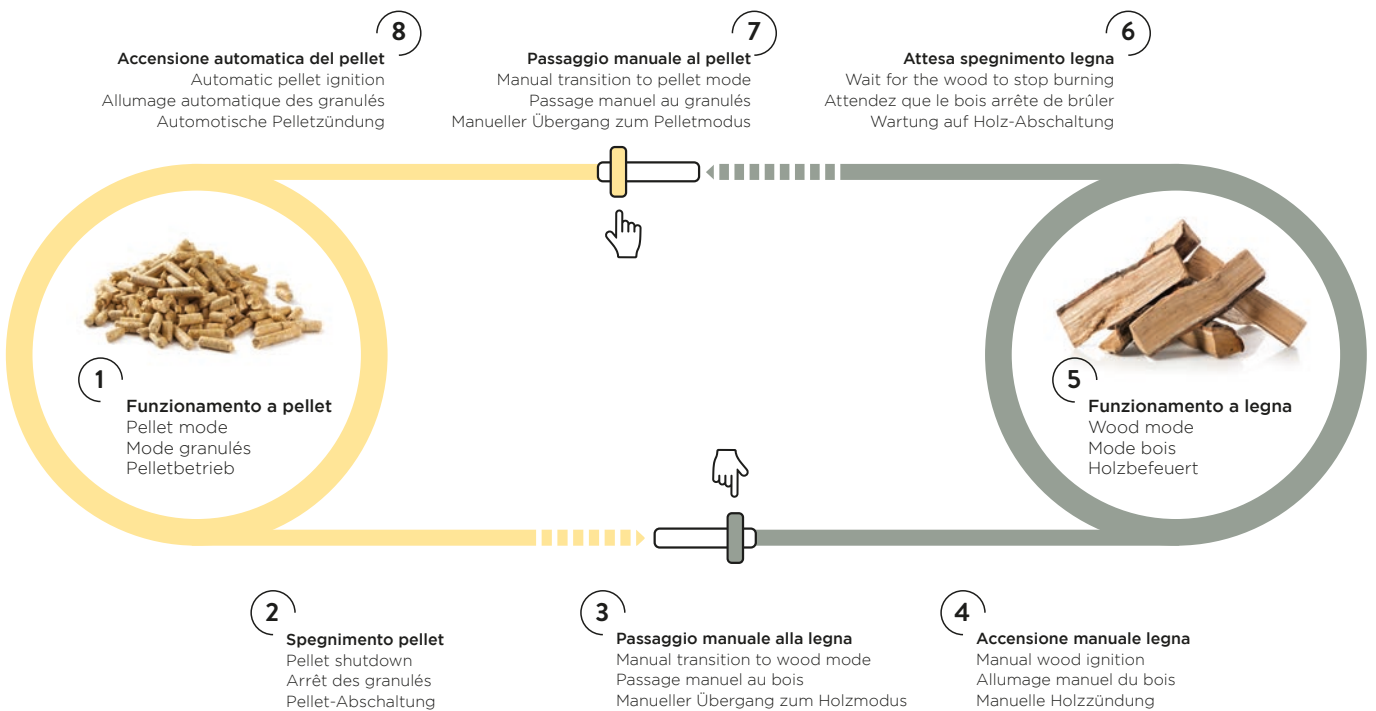 8
Accensione automatica del pellet
Automatic pellet ignition
Allumage automatique des granulés
Automotische Pelletzündung
7
Passaggio manuale al pellet
Manual transition to pellet mode
Passage manuel au granulés
Manueller Übergang zum Pelletmodus
6
Attesa spegnimento legna
Wait for the wood to stop burning
Attendez que le bois arrête de brûler
Wartung auf Holz-Abschaltung
1
Funzionamento a pellet
Pellet mode
Mode granulés
Pelletbetrieb
5
Funzionamento a legna
Wood mode
Mode bois
Holzbefeuert
2
Spegnimento pellet
Pellet shutdown
Arrêt des granulés
Pellet-Abschaltung
3
Passaggio manuale alla legna
Manual transition to wood mode
Passage manuel au bois
Manueller Übergang zum Holzmodus
4
Accensione manuale legna
Manual wood ignition
Allumage manuel du bois
Manuelle Holzzündung